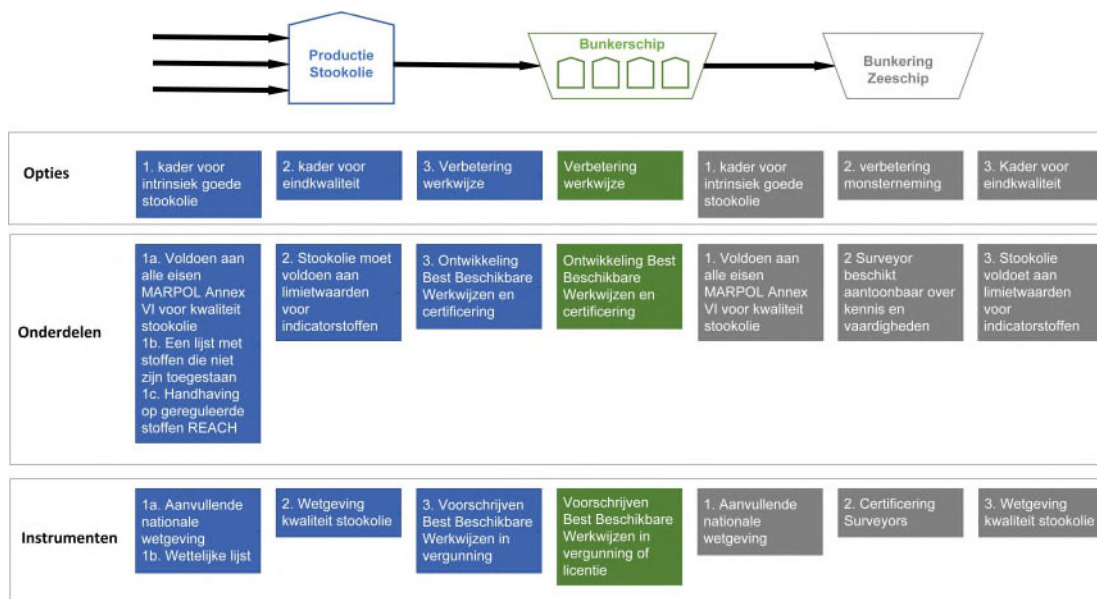 Productie
Stookolie
Bunkerschip
Bunkering
Zeeschip
Opties
1. kader voor
intrinsiek goede
stookolie
2. kader voor
eindkwaliteit
3. Verbetering
werkwijze
Verbetering
werkwijze
1. kader voor
intrinsiek goede
stookolie
2. verbetering
monsterneming
3. Kader voor
eindkwaliteit
Onderdelen
1a. Voldoen aan
alle eisen
MARPOL Annex
VI voor kwaliteit
stookolie
1b. Een lijst met
stoffen die niet
zijn toegestaan
1c. Handhaving
op gereguleerde
stoffen REACH
2. Stookolie moet
voldoen aan
limietwaarden
voor
indicatorstoffen
3. Ontwikkeling
Best Beschikbare
Werkwijzen en
certificering
Ontwikkeling Best
Beschikbare
Werkwijzen en
certificering
1. Voldoen aan
alle eisen
MARPOL Annex
VI voor kwaliteit
stookolie
2 Surveyor
beschikt
aantoonbaar over
kennis en
vaardigheden
3. Stookolie
voldoet aan
limietwaarden
voor
indicatorstoffen
Instrumenten
1a. Aanvullende
nationale
wetgeving
1b. Wettelijke lijst
2. Wetgeving
kwaliteit stookolie
3. Voorschrijven
Best Beschikbare
Werkwijzen in
vergunning
Voorschrijven
Best Beschikbare
Werkwijzen in
vergunning of
licentie
1. Aanvullende
nationale
wetgeving
2. Certificering
Surveyors
3. Wetgeving
kwaliteit stookolie